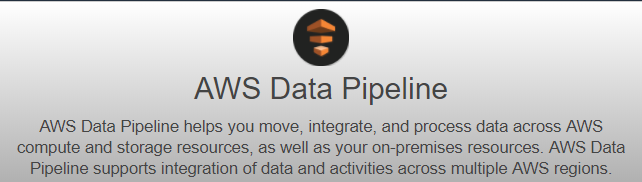 AWS Data Pipeline
AWS Data Pipeline helps you move, integrate, and process data across AWS
compute and storage resources, as well as your on-premises resources. AWS Data
Pipeline supports integration of data and activities across multiple AWS regions.